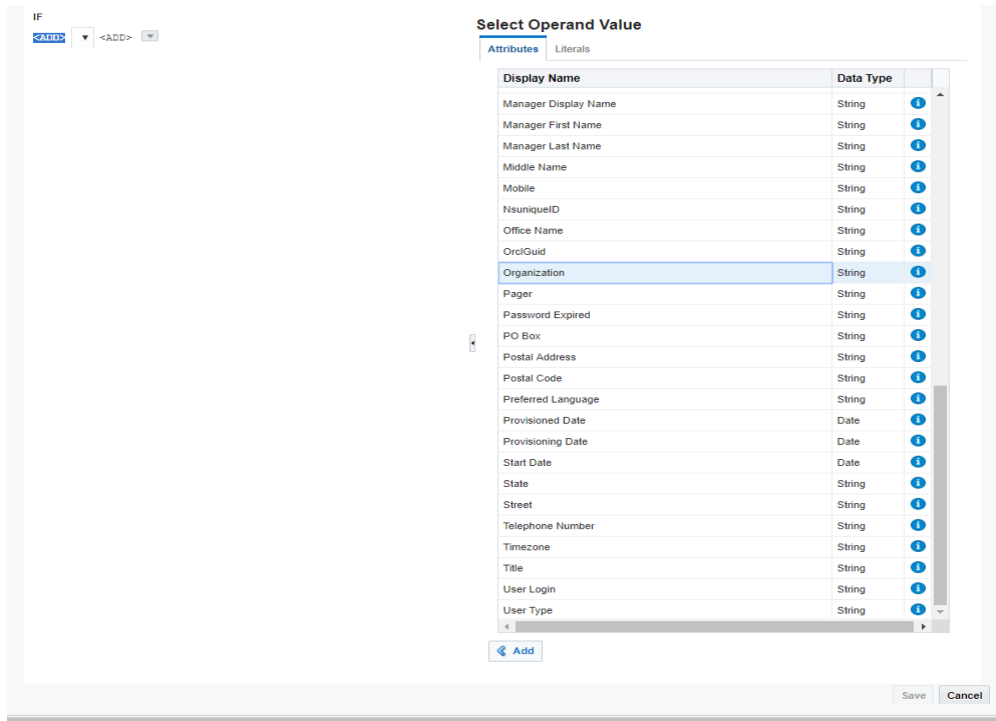 IF
<ADD> <ADD>
Select Operand Value
Attributes Literals
Display Name Data Type
Manager Display Name String
Manager First Name String
Manager Last Name String
Middle Name String
Mobile String
NsuniqueID String
Office Name String
OrclGuid String
Organization String
Pager String
Password Expired String
PO Box String
Postal Address String
Postal Code String
Preferred Language String
Provisioned Date Date
Provisioning Date Date
Start Date Date
State String
Street String
Telephone Number String
Timezone String
Title String
User Login String
User Type String
Add
Save Cancel